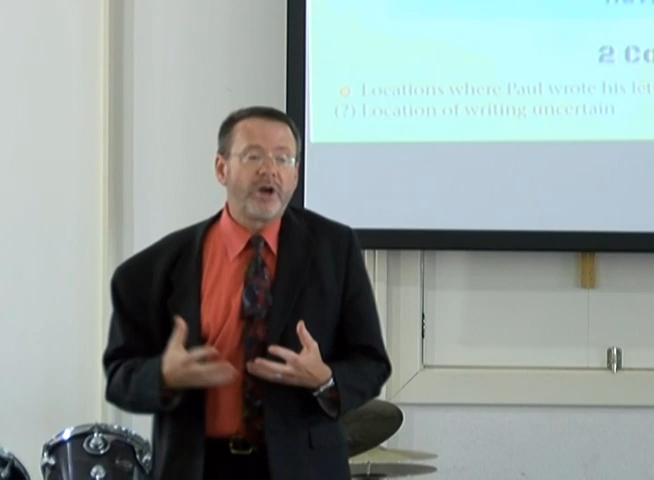 2 Co
Locations where Paul wrote his let
(?) Location of writing uncertain